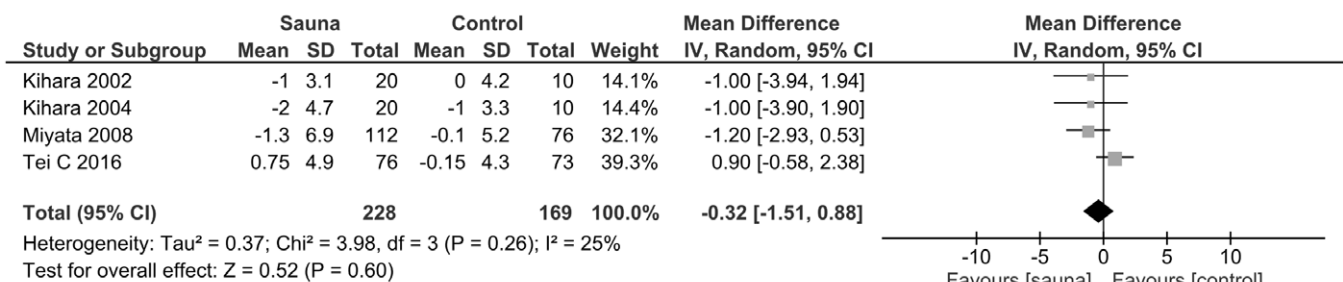 Sauna Control Mean Difference Mean Difference
Study or Subgroup Mean SD Total Mean SD Total Weight IV, Random, 95% CI IV, Random, 95% CI
Kihara 2002 -1 3.1 20 0 4.2 10 14.1% -1.00 [-3.94, 1.94]
Kihara 2004 -2 4.7 20 -1 3.3 10 14.4% -1.00 [-3.90, 1.90]
Miyata 2008 -1.3 6.9 112 -0.1 5.2 76 32.1% -1.20 [-2.93, 0.53]
Tei C 2016 0.75 4.9 76 -0.15 4.3 73 39.3% 0.90 [-0.58, 2.38]
Total (95% CI) 228 169 100.0% -0.32 [-1.51, 0.88]
Heterogeneity: Tau² = 0.37; Chi² = 3.98, df = 3 (P = 0.26); I² = 25%
Test for overall effect: Z = 0.52 (P = 0.60)
-10 -5 0 5 10
Favours [sauna] Favours [control]